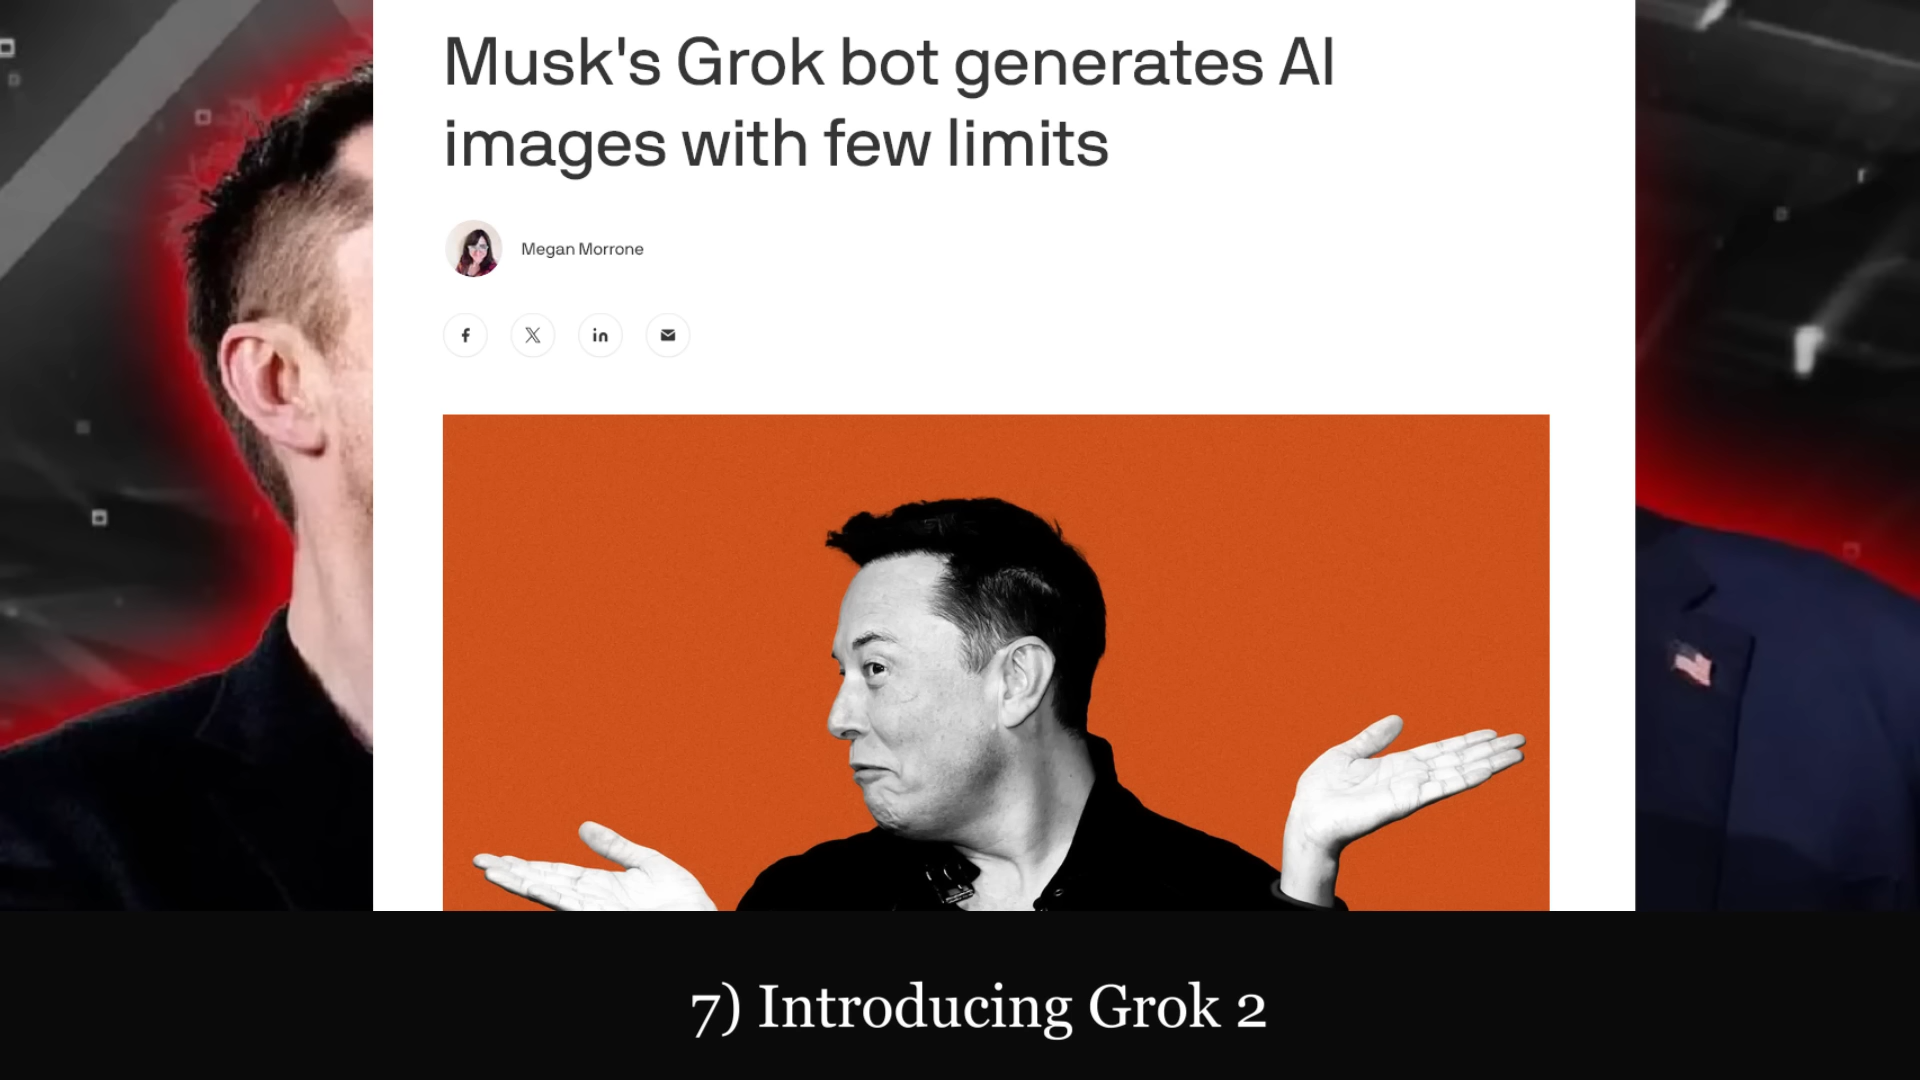 Musk's Grok bot generates AI
images with few limits
Megan Morrone
7) Introducing Grok 2